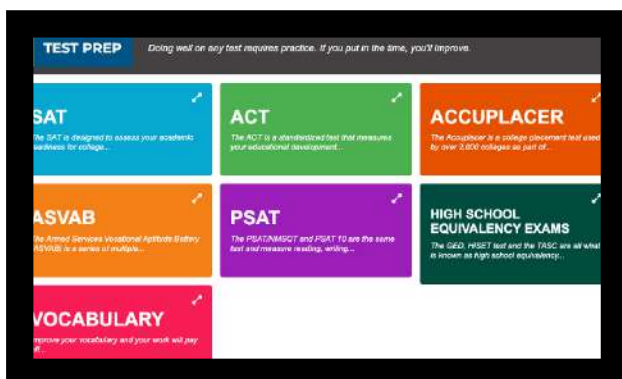 TEST PREP
Doing well on any test requires practice. If you put in the time, you'll improve.
SAT
The SAT is designed to assess your academic
readiness for college...
ACT
The ACT is a standardized test that measures
your educational development...
ACCUPLACER
The Accuplacer is a college placement test used
by over 2,000 colleges as part of...
ASVAB
The Armed Services Vocational Aptitude Battery
(ASVAB) is a series of multiple...
PSAT
The PSAT/NMSQT and PSAT 10 are the same
test and measure reading, writing...
HIGH SCHOOL
EQUIVALENCY EXAMS
The GED, HiSET test and the TASC are all what
is known as high school equivalency...
VOCABULARY
Improve your vocabulary and your work will pay
off...